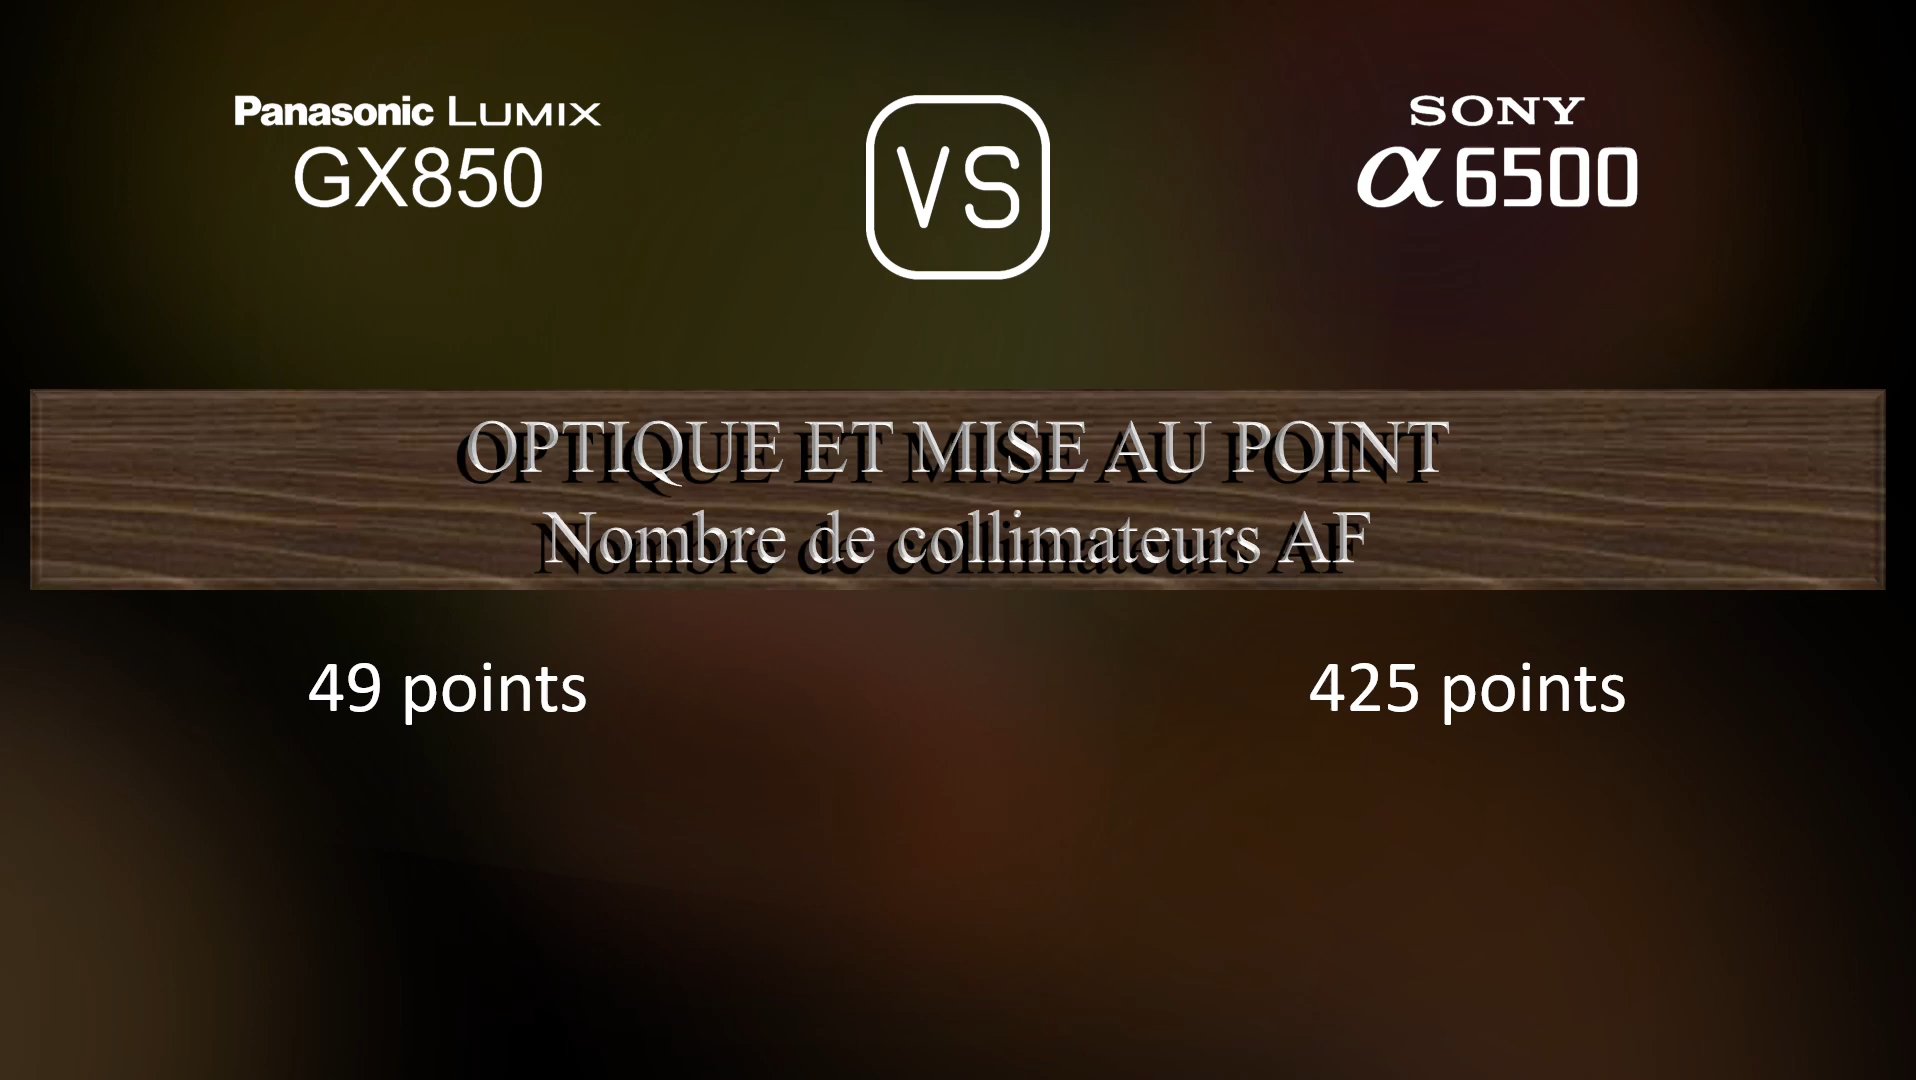 Panasonic LUMIX
GX850
VS
SONY
α6500
OPTIQUE ET MISE AU POINT
Nombre de collimateurs AF
49 points
425 points